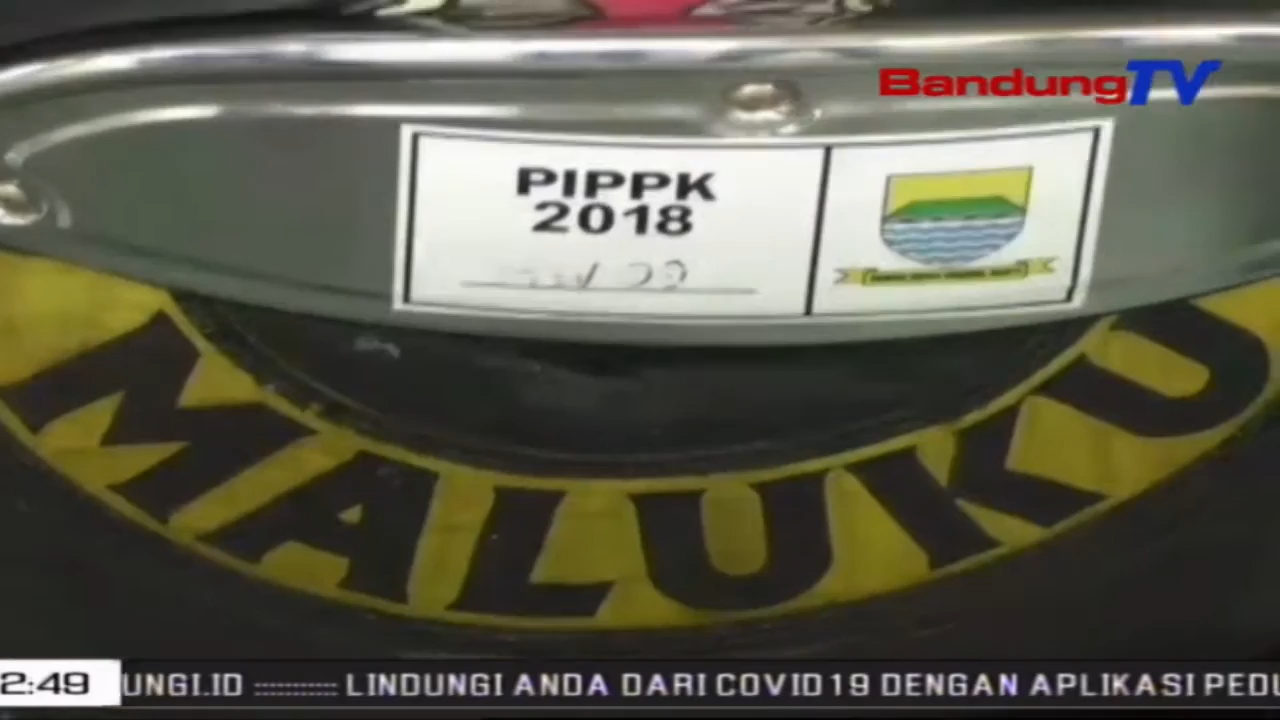 BandungTV
PIPPK
2018
MALUKU
2:49
UNGI.ID :::::::::::: LINDUNGI ANDA DARI COVID19 DENGAN APLIKASI PEDU